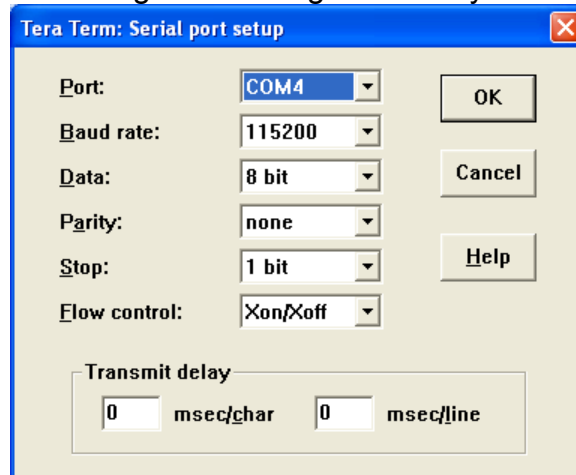 Tera Term: Serial port setup
Port: COM4
OK
Baud rate: 115200
Data: 8 bit
Cancel
Parity: none
Stop: 1 bit
Help
Flow control: Xon/Xoff
Transmit delay
0 msec/char 0 msec/line